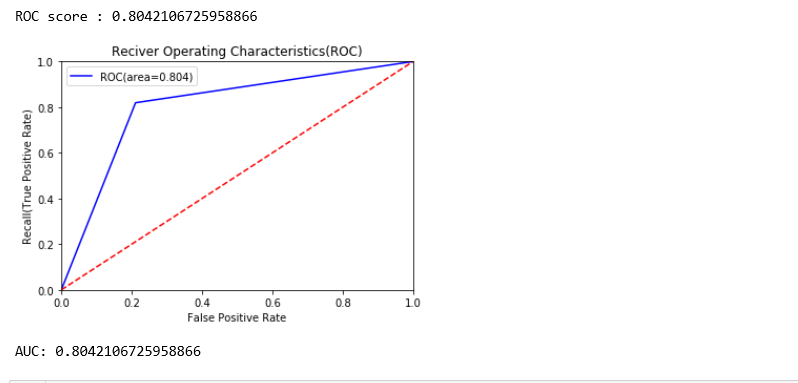 ROC score : 0.8042106725958866
Reciver Operating Characteristics(ROC)
ROC(area=0.804)
Recall(True Positive Rate)
1.0
0.8
0.6
0.4
0.2
0.0
0.0 0.2 0.4 0.6 0.8 1.0
False Positive Rate
AUC: 0.8042106725958866